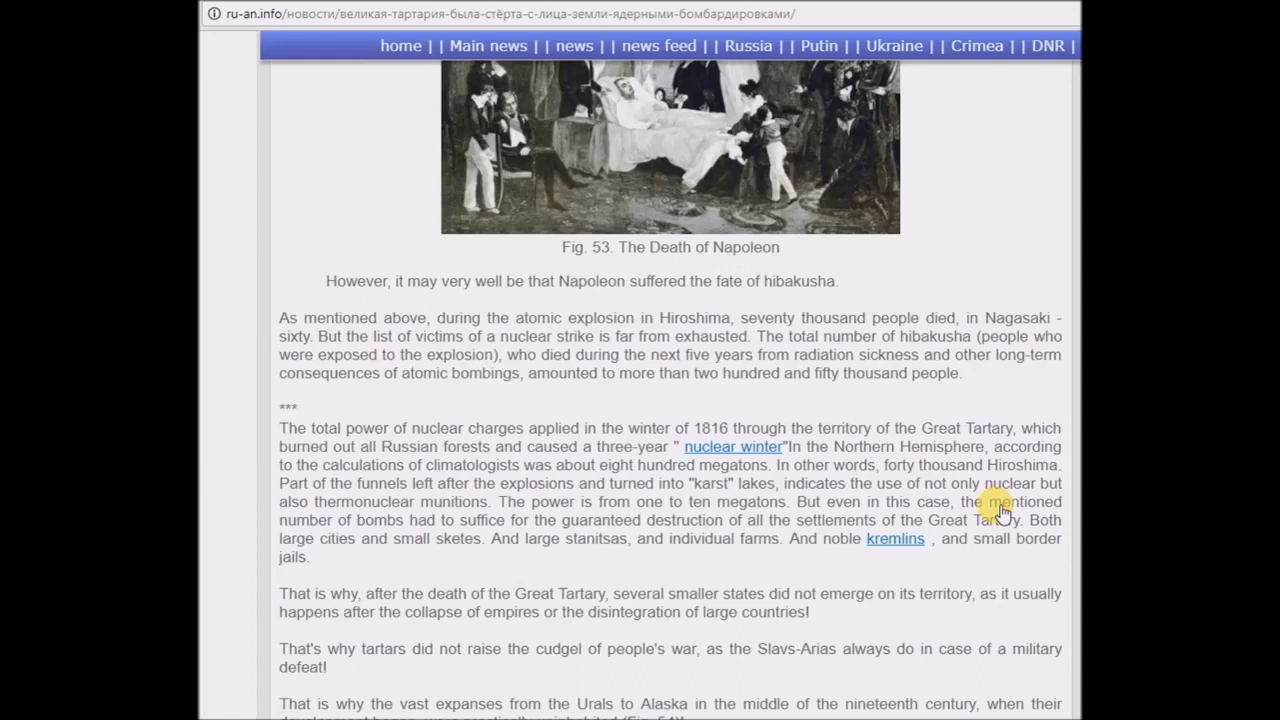 ru-an.info/новости/великая-тартария-была-стёрта-с-лица-земли-ядерными-бомбардировками/
home | | Main news | | news | | news feed | | Russia | | Putin | | Ukraine | | Crimea | | DNR |
Fig. 53. The Death of Napoleon
However, it may very well be that Napoleon suffered the fate of hibakusha.
As mentioned above, during the atomic explosion in Hiroshima, seventy thousand people died, in Nagasaki -
sixty. But the list of victims of a nuclear strike is far from exhausted. The total number of hibakusha (people who
were exposed to the explosion), who died during the next five years from radiation sickness and other long-term
consequences of atomic bombings, amounted to more than two hundred and fifty thousand people.
***
The total power of nuclear charges applied in the winter of 1816 through the territory of the Great Tartary, which
burned out all Russian forests and caused a three-year " nuclear winter"In the Northern Hemisphere, according
to the calculations of climatologists was about eight hundred megatons. In other words, forty thousand Hiroshima.
Part of the funnels left after the explosions and turned into "karst" lakes, indicates the use of not only nuclear but
also thermonuclear munitions. The power is from one to ten megatons. But even in this case, the mentioned
number of bombs had to suffice for the guaranteed destruction of all the settlements of the Great Tartary. Both
large cities and small sketes. And large stanitsas, and individual farms. And noble kremlins , and small border
jails.
That is why, after the death of the Great Tartary, several smaller states did not emerge on its territory, as it usually
happens after the collapse of empires or the disintegration of large countries!
That's why tartars did not raise the cudgel of people's war, as the Slavs-Arias always do in case of a military
defeat!
That is why the vast expanses from the Urals to Alaska in the middle of the nineteenth century, when their
development began, were practically uninhabited (Fig. 54)!